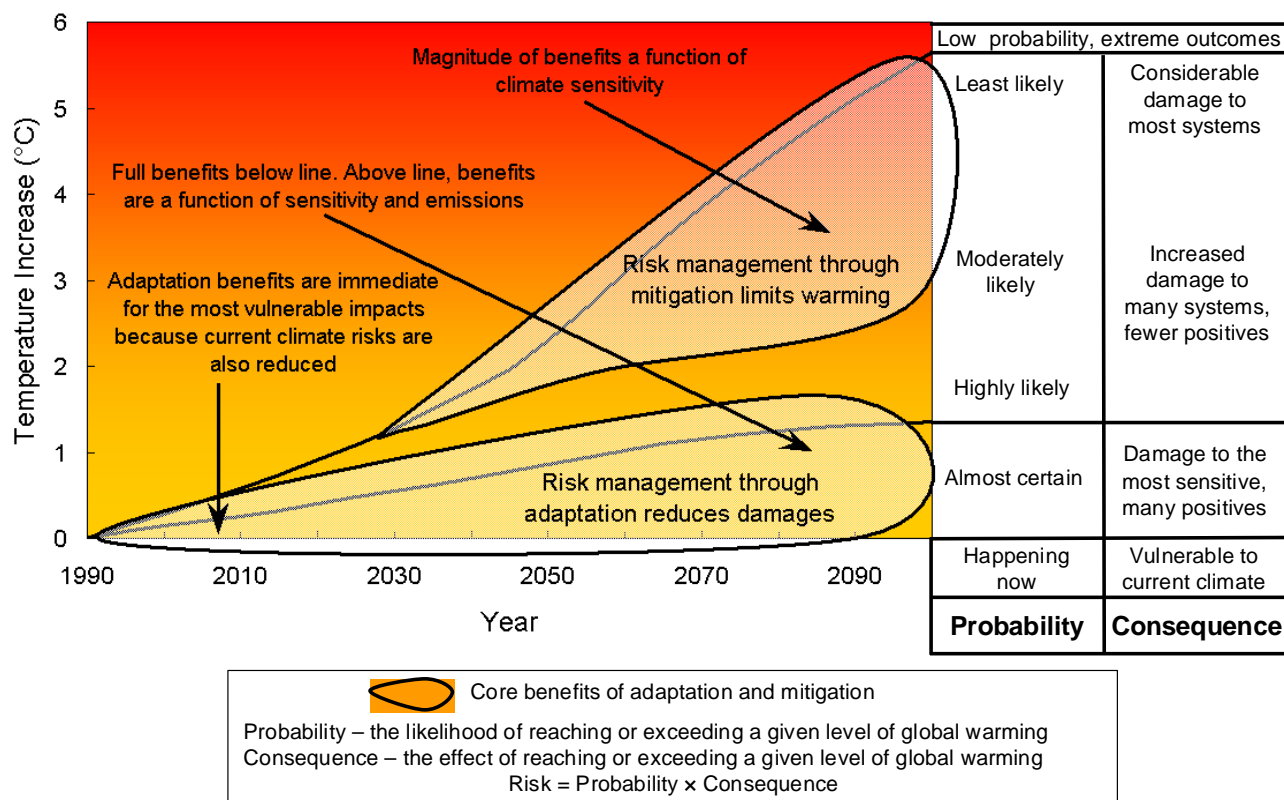 Temperature Increase (°C)
6
5
4
3
2
1
0
1990
2010
2030
2050
2070
2090
Year
Magnitude of benefits a function of
climate sensitivity
Full benefits below line. Above line, benefits
are a function of sensitivity and emissions
Adaptation benefits are immediate
for the most vulnerable impacts
because current climate risks are
also reduced
Risk management through
mitigation limits warming
Risk management through
adaptation reduces damages
Low probability, extreme outcomes
Least likely
Considerable
damage to
most systems
Moderately
likely
Increased
damage to
many systems,
fewer positives
Highly likely
Almost certain
Damage to the
most sensitive,
many positives
Happening
now
Vulnerable to
current climate
Probability
Consequence
Core benefits of adaptation and mitigation
Probability – the likelihood of reaching or exceeding a given level of global warming
Consequence – the effect of reaching or exceeding a given level of global warming
Risk = Probability × Consequence